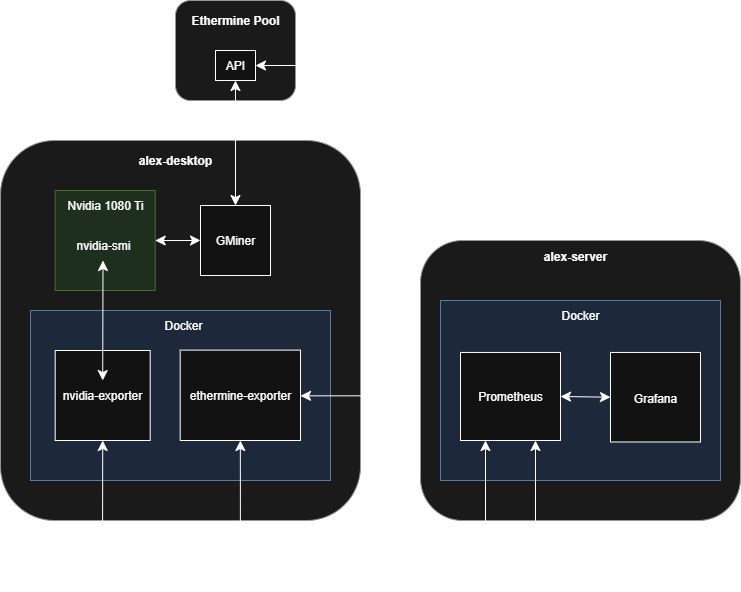 Ethermine Pool
API
alex-desktop
Nvidia 1080 Ti
nvidia-smi
GMiner
Docker
nvidia-exporter
ethermine-exporter
alex-server
Docker
Prometheus
Grafana